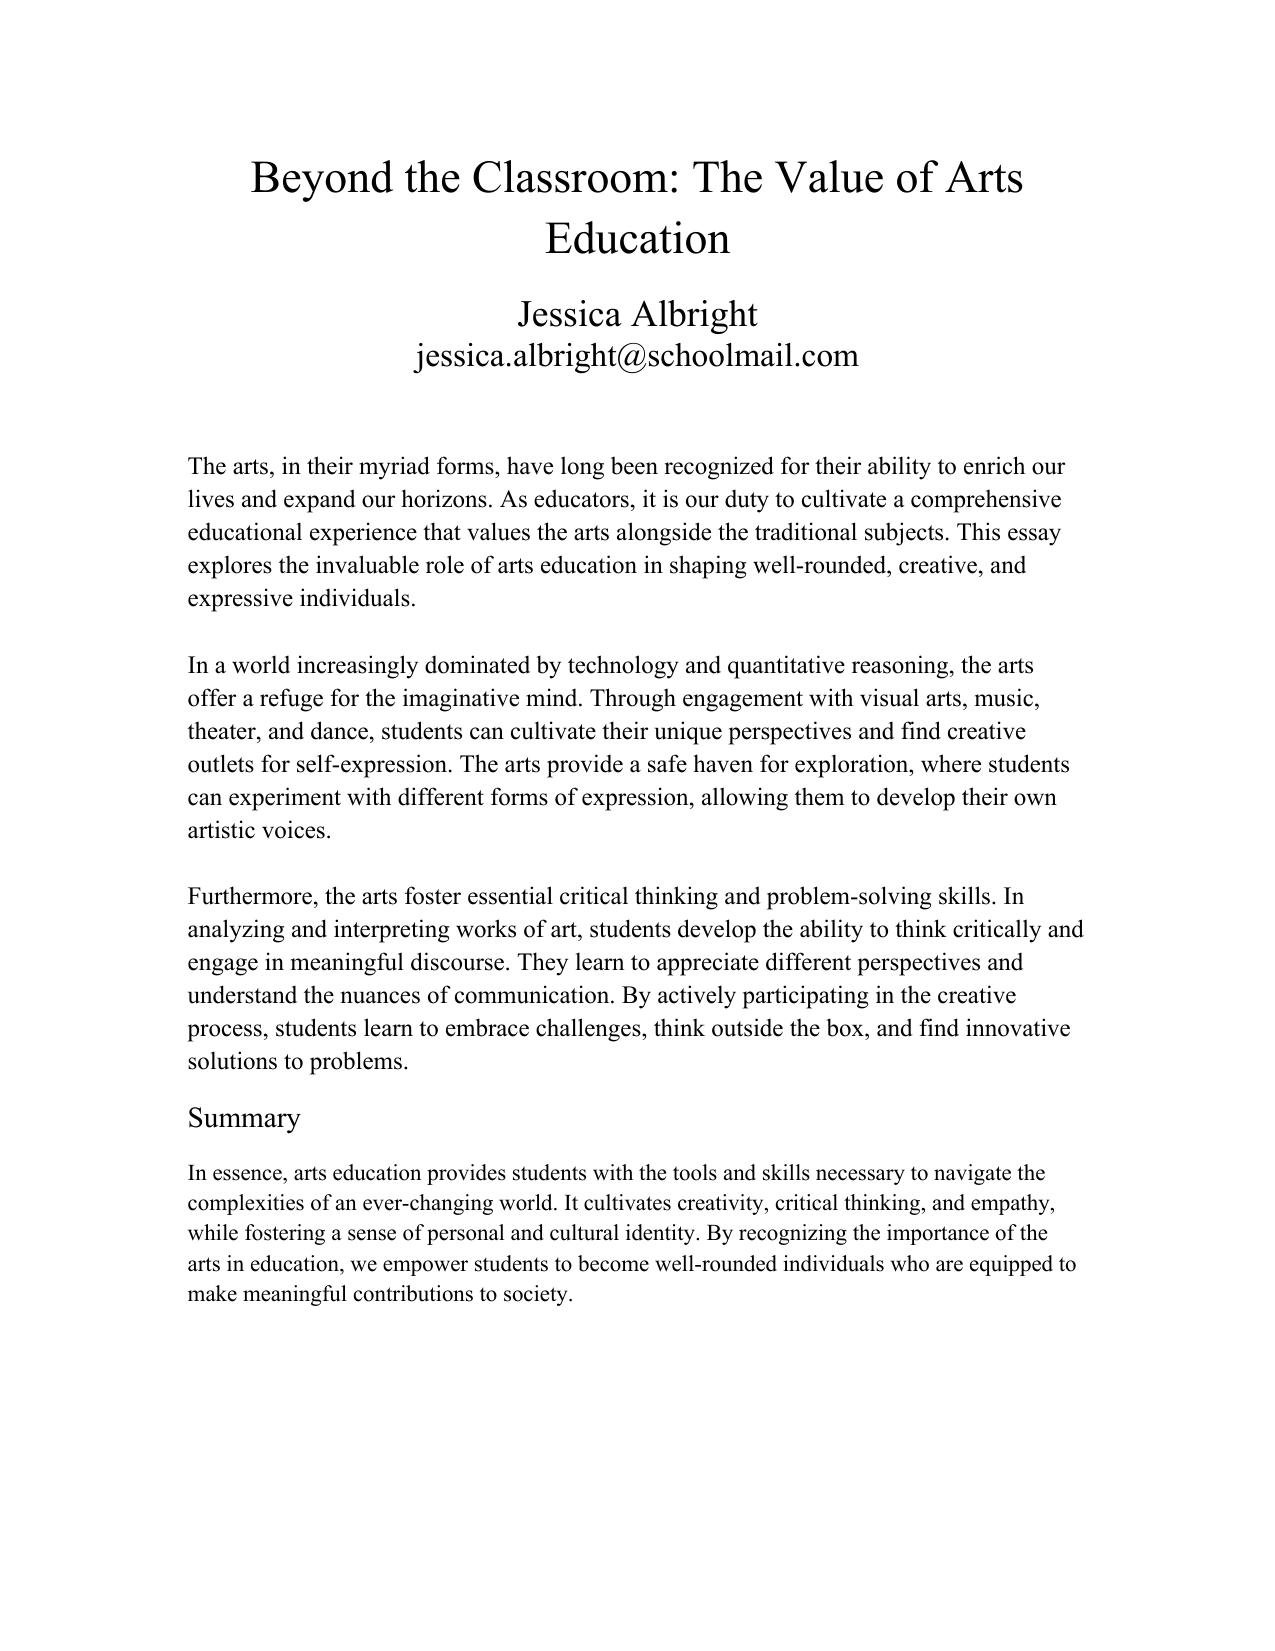 Beyond the Classroom: The Value of Arts
Education
Jessica Albright
jessica.albright@schoolmail.com
The arts, in their myriad forms, have long been recognized for their ability to enrich our
lives and expand our horizons. As educators, it is our duty to cultivate a comprehensive
educational experience that values the arts alongside the traditional subjects. This essay
explores the invaluable role of arts education in shaping well-rounded, creative, and
expressive individuals.
In a world increasingly dominated by technology and quantitative reasoning, the arts
offer a refuge for the imaginative mind. Through engagement with visual arts, music,
theater, and dance, students can cultivate their unique perspectives and find creative
outlets for self-expression. The arts provide a safe haven for exploration, where students
can experiment with different forms of expression, allowing them to develop their own
artistic voices.
Furthermore, the arts foster essential critical thinking and problem-solving skills. In
analyzing and interpreting works of art, students develop the ability to think critically and
engage in meaningful discourse. They learn to appreciate different perspectives and
understand the nuances of communication. By actively participating in the creative
process, students learn to embrace challenges, think outside the box, and find innovative
solutions to problems.
Summary
In essence, arts education provides students with the tools and skills necessary to navigate the
complexities of an ever-changing world. It cultivates creativity, critical thinking, and empathy,
while fostering a sense of personal and cultural identity. By recognizing the importance of the
arts in education, we empower students to become well-rounded individuals who are equipped to
make meaningful contributions to society.